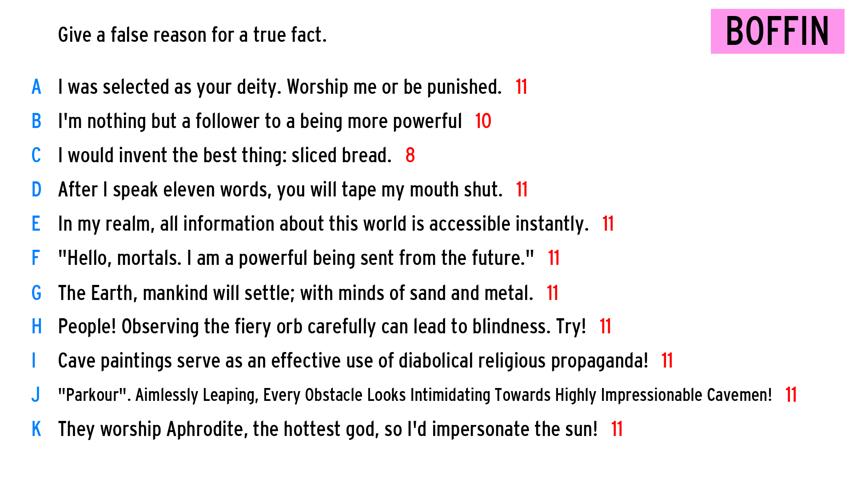 Give a false reason for a true fact.
BOFFIN
A I was selected as your deity. Worship me or be punished. 11
B I'm nothing but a follower to a being more powerful 10
C I would invent the best thing: sliced bread. 8
D After I speak eleven words, you will tape my mouth shut. 11
E In my realm, all information about this world is accessible instantly. 11
F "Hello, mortals. I am a powerful being sent from the future." 11
G The Earth, mankind will settle; with minds of sand and metal. 11
H People! Observing the fiery orb carefully can lead to blindness. Try! 11
I Cave paintings serve as an effective use of diabolical religious propaganda! 11
J "Parkour". Aimlessly Leaping, Every Obstacle Looks Intimidating Towards Highly Impressionable Cavemen! 11
K They worship Aphrodite, the hottest god, so I'd impersonate the sun! 11